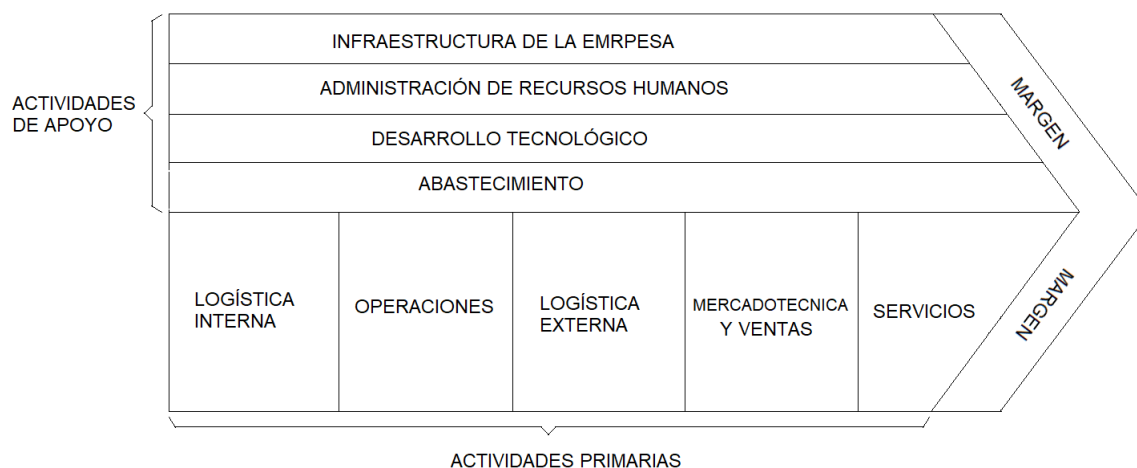 INFRAESTRUCTURA DE LA EMRPESA
ADMINISTRACIÓN DE RECURSOS HUMANOS
ACTIVIDADES
DE APOYO
DESARROLLO TECNOLÓGICO
ABASTECIMIENTO
MARGEN
LOGÍSTICA
INTERNA
OPERACIONES
LOGÍSTICA
EXTERNA
MERCADOTECNICA
Y VENTAS
SERVICIOS
MARGEN
ACTIVIDADES PRIMARIAS